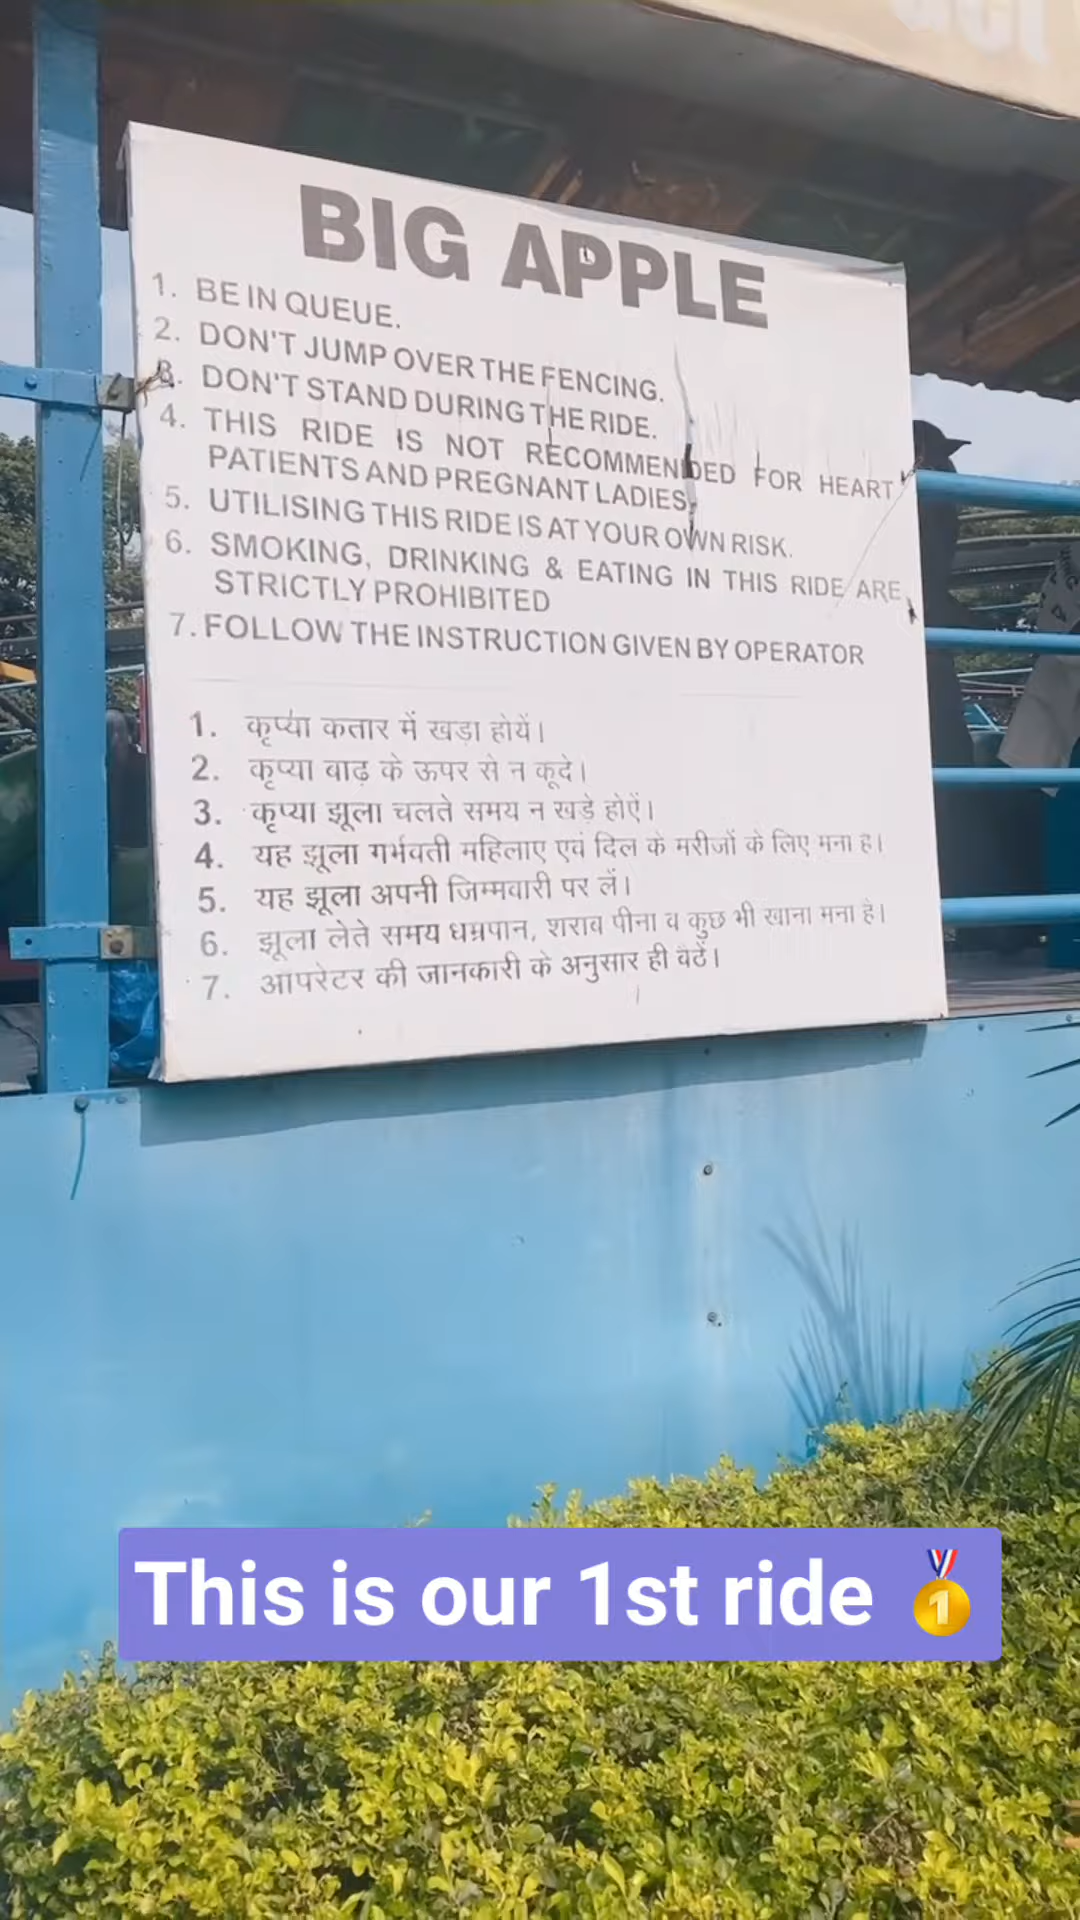 BIG APPLE
1. BE IN QUEUE.
2. DON'T JUMP OVER THE FENCING.
3. DON'T STAND DURING THE RIDE.
4. THIS RIDE IS NOT RECOMMENDED FOR HEART
PATIENTS AND PREGNANT LADIES.
5. UTILISING THIS RIDE IS AT YOUR OWN RISK.
6. SMOKING, DRINKING & EATING IN THIS RIDE ARE
STRICTLY PROHIBITED
7. FOLLOW THE INSTRUCTION GIVEN BY OPERATOR
1. कृप्या कतार में खड़ा होयें।
2. कृप्या बाढ़ के ऊपर से न कूदे।
3. कृप्या झूला चलते समय न खड़े होऐं।
4. यह झूला गर्भवती महिलाए एवं दिल के मरीजों के लिए मना है।
5. यह झूला अपनी जिम्मवारी पर लें।
6. झूला लेते समय धम्रपान, शराब पीना व कुछ भी खाना मना है।
7. आपरेटर की जानकारी के अनुसार ही बैठें।
This is our 1st ride 🏅